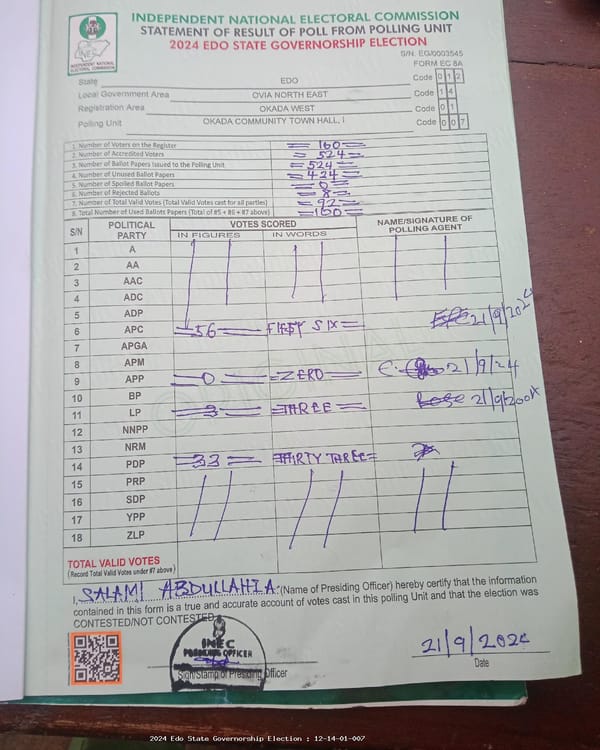 INDEPENDENT NATIONAL ELECTORAL COMMISSION
STATEMENT OF RESULT OF POLL FROM POLLING UNIT
2024 EDO STATE GOVERNORSHIP ELECTION
INEC
INDEPENDENT NATIONAL ELECTORAL COMMISSION
S/N. EG/0003545
FORM EC 8A
State EDO Code 0 1 2
Local Government Area OVIA NORTH EAST Code 1 4
Registration Area OKADA WEST Code 0 1
Polling Unit OKADA COMMUNITY TOWN HALL, I Code 0 0 7
1. Number of Voters on the Register = 160 =
2. Number of Accredited Voters = 524 =
3. Number of Ballot Papers Issued to the Polling Unit = 524 =
4. Number of Unused Ballot Papers = 424 =
5. Number of Spoiled Ballot Papers = 0 =
6. Number of Rejected Ballots = 8 =
7. Number of Total Valid Votes (Total Valid Votes cast for all parties) = 92 =
8. Total Number of Used Ballots Papers (Total of #5 + #6 + #7 above) = 100 =
S/N POLITICAL PARTY VOTES SCORED NAME/SIGNATURE OF POLLING AGENT
IN FIGURES IN WORDS
1 A
2 AA
3 AAC
4 ADC
5 ADP
6 APC = 56 = FIFTY SIX = 21/9/2024
7 APGA
8 APM
9 APP = 0 = = ZERO = 21/9/24
10 BP
11 LP = 3 = = THREE = 21/9/2024
12 NNPP
13 NRM
14 PDP = 33 = = THIRTY THREE =
15 PRP
16 SDP
17 YPP
18 ZLP
TOTAL VALID VOTES
(Record Total Valid Votes under #7 above)
I, SALAMI ABDULLAHI A. (Name of Presiding Officer) hereby certify that the information
contained in this form is a true and accurate account of votes cast in this polling Unit and that the election was
CONTESTED/NOT CONTESTED
INEC
PRESIDING OFFICER
Sign/Stamp of Presiding Officer
21/9/2024
Date
2024 Edo State Governorship Election : 12-14-01-007